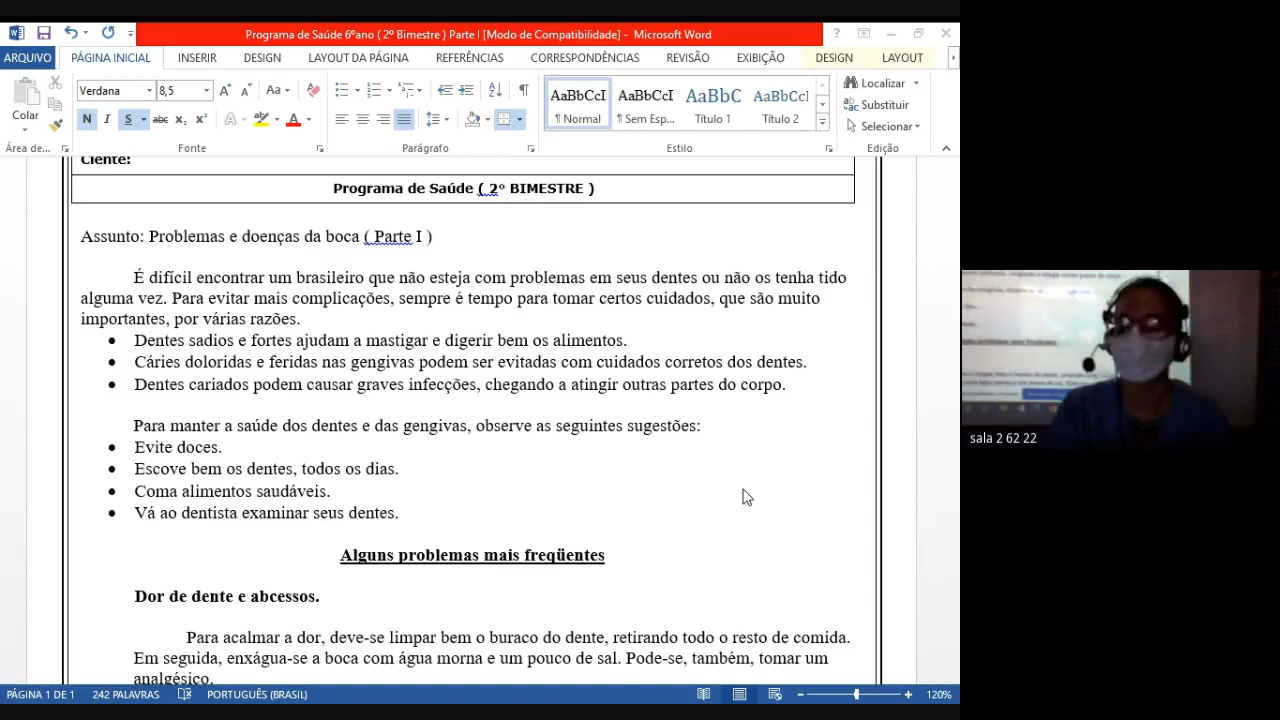 Programa de Saúde 6ºano ( 2º Bimestre ) Parte I [Modo de Compatibilidade] - Microsoft Word
ARQUIVO PÁGINA INICIAL INSERIR DESIGN LAYOUT DA PÁGINA REFERÊNCIAS CORRESPONDÊNCIAS REVISÃO EXIBIÇÃO DESIGN LAYOUT
Verdana 8,5 Aa
Colar
N I S abc x₂ x² A A
AaBbCcI AaBbCcI AaBbC AaBbCcI
¶ Normal ¶ Sem Esp... Título 1 Título 2
Localizar
Substituir
Selecionar
Área de... Fonte Parágrafo Estilo Edição
Ciente:
Programa de Saúde ( 2° BIMESTRE )
Assunto: Problemas e doenças da boca ( Parte I )
É difícil encontrar um brasileiro que não esteja com problemas em seus dentes ou não os tenha tido
alguma vez. Para evitar mais complicações, sempre é tempo para tomar certos cuidados, que são muito
importantes, por várias razões.
• Dentes sadios e fortes ajudam a mastigar e digerir bem os alimentos.
• Cáries doloridas e feridas nas gengivas podem ser evitadas com cuidados corretos dos dentes.
• Dentes cariados podem causar graves infecções, chegando a atingir outras partes do corpo.
Para manter a saúde dos dentes e das gengivas, observe as seguintes sugestões:
• Evite doces.
• Escove bem os dentes, todos os dias.
• Coma alimentos saudáveis.
• Vá ao dentista examinar seus dentes.
Alguns problemas mais freqüentes
Dor de dente e abcessos.
Para acalmar a dor, deve-se limpar bem o buraco do dente, retirando todo o resto de comida.
Em seguida, enxágua-se a boca com água morna e um pouco de sal. Pode-se, também, tomar um
analgésico.
PÁGINA 1 DE 1 242 PALAVRAS PORTUGUÊS (BRASIL) 120%
sala 2 62 22